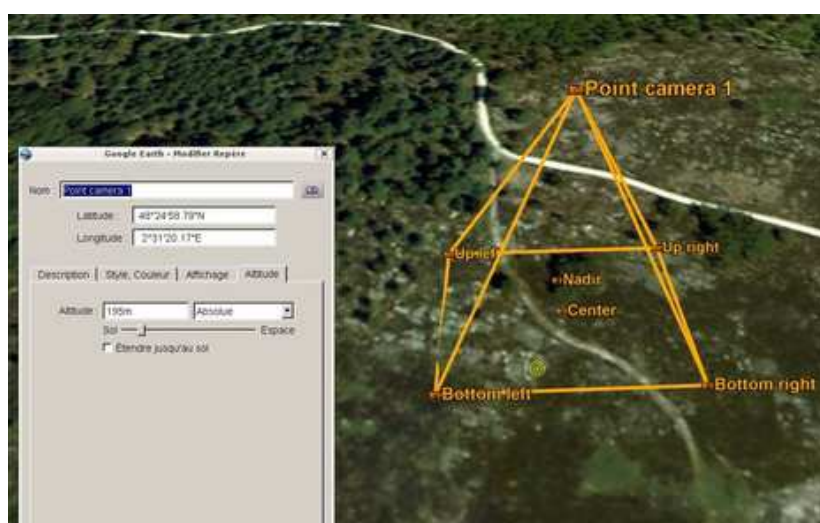 Google Earth - Modifier Repère
Nom : Point camera 1
Latitude : 48°24'58.79"N
Longitude : 2°31'20.17"E
Description Style, Couleur Affichage Altitude
Altitude : 195m Absolue
Sol Espace
Étendre jusqu'au sol
Point camera 1
Up left
Up right
Nadir
Center
Bottom left
Bottom right